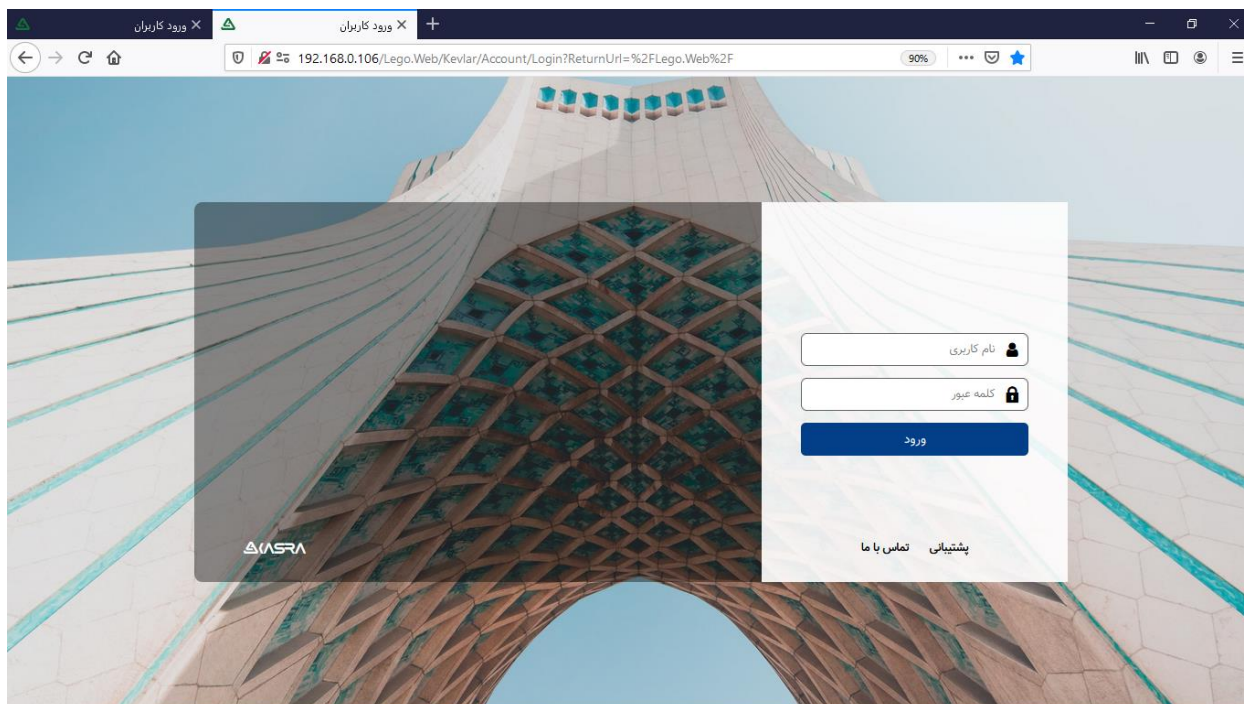 ورود کاربران
ورود کاربران
192.168.0.106/Lego.Web/Kevlar/Account/Login?ReturnUrl=%2FLego.Web%2F
90%
نام کاربری
کلمه عبور
ورود
KASRA
پشتیبانی تماس با ما